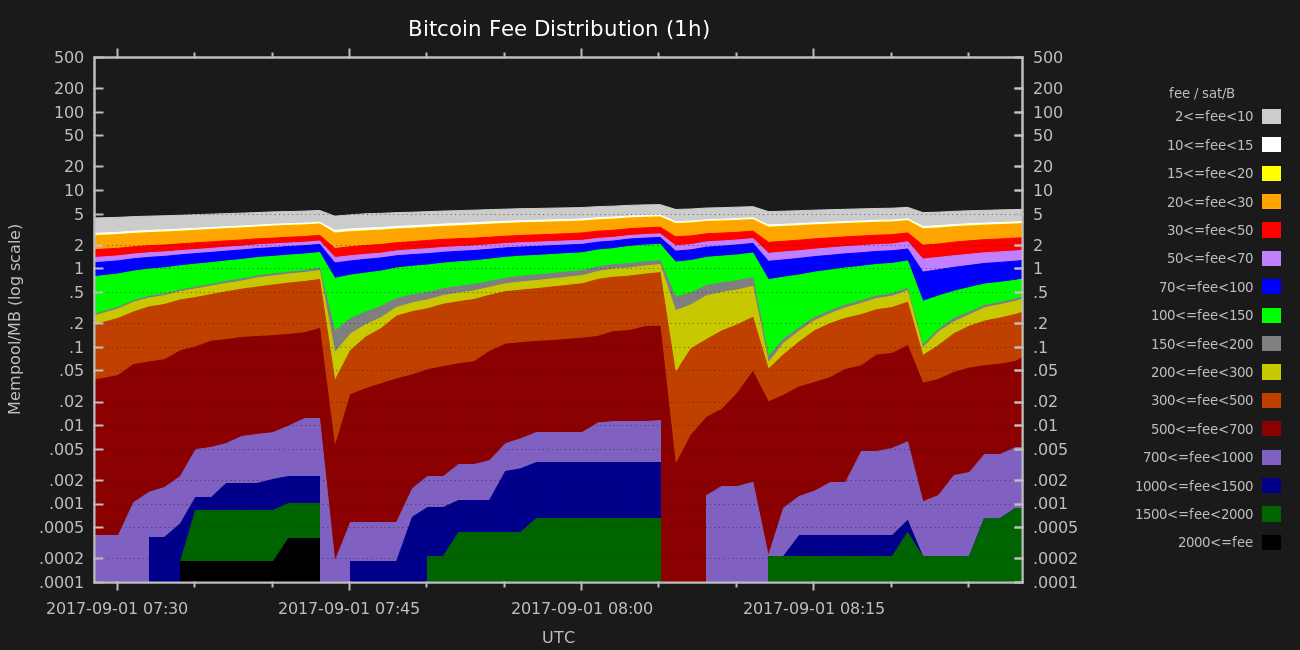 Bitcoin Fee Distribution (1h)
500
200
100
50
20
10
5
2
1
.5
.2
.1
.05
.02
.01
.005
.002
.001
.0005
.0002
.0001
Mempool/MB (log scale)
500
200
100
50
20
10
5
2
1
.5
.2
.1
.05
.02
.01
.005
.002
.001
.0005
.0002
.0001
2017-09-01 07:30
2017-09-01 07:45
2017-09-01 08:00
2017-09-01 08:15
UTC
fee / sat/B
2<=fee<10
10<=fee<15
15<=fee<20
20<=fee<30
30<=fee<50
50<=fee<70
70<=fee<100
100<=fee<150
150<=fee<200
200<=fee<300
300<=fee<500
500<=fee<700
700<=fee<1000
1000<=fee<1500
1500<=fee<2000
2000<=fee